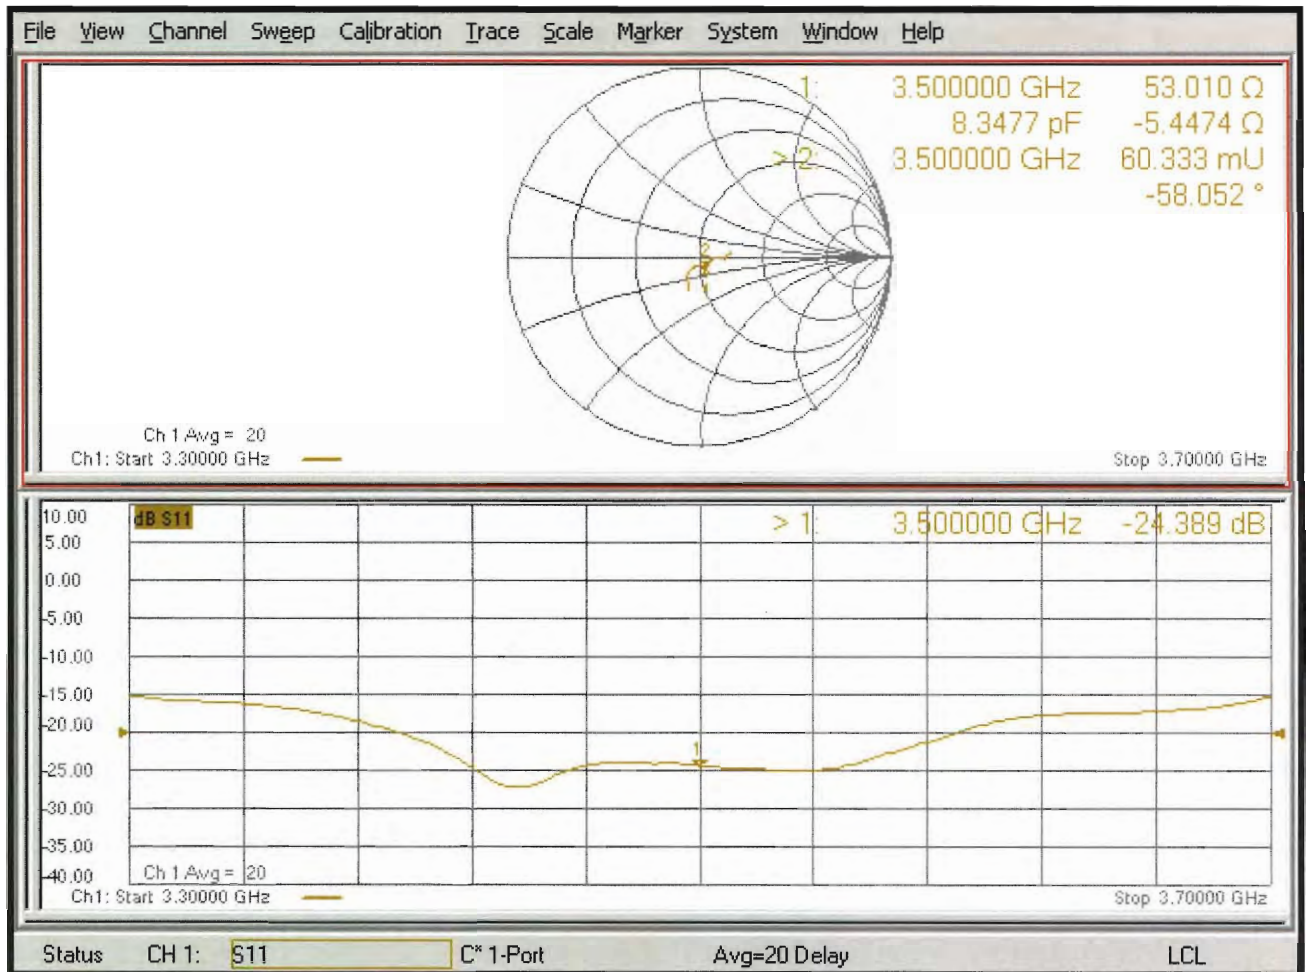 File View Channel Sweep Calibration Trace Scale Marker System Window Help
1: 3.500000 GHz 53.010 Ω
8.3477 pF -5.4474 Ω
> 2: 3.500000 GHz 60.333 mU
-58.052 °
2
1
Ch 1 Avg = 20
Ch1: Start 3.30000 GHz
Stop 3.70000 GHz
10.00 dB S11 > 1: 3.500000 GHz -24.389 dB
5.00
0.00
-5.00
-10.00
-15.00
-20.00
1
-25.00
-30.00
-35.00
-40.00
Ch 1 Avg = 20
Ch1: Start 3.30000 GHz
Stop 3.70000 GHz
Status CH 1: S11 C* 1-Port Avg=20 Delay LCL